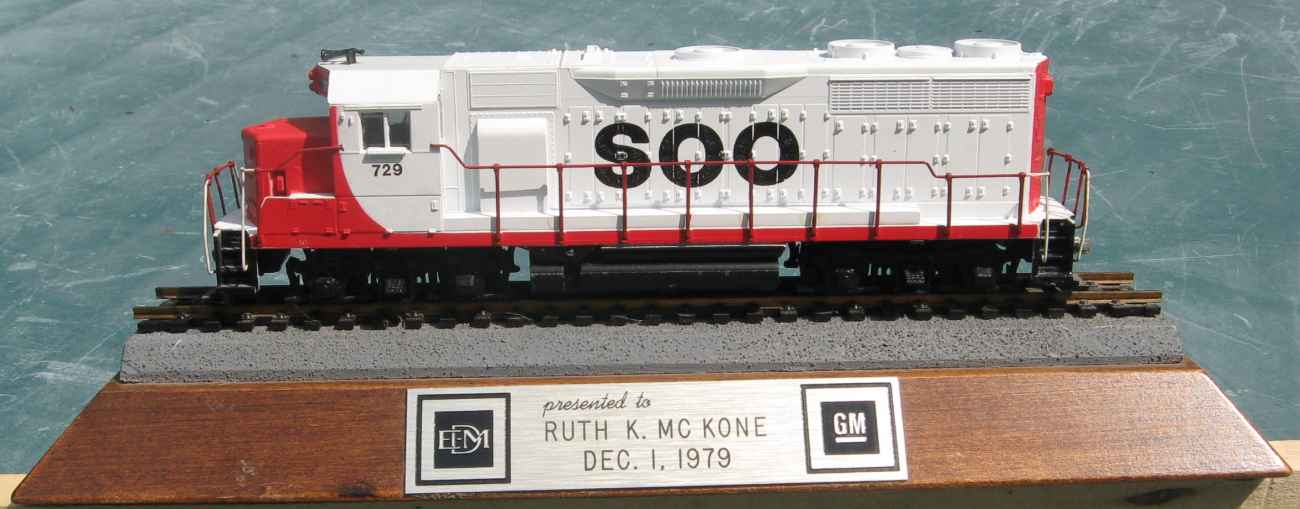 SOO
729
presented to
RUTH K. MC KONE
DEC. 1, 1979
EMD
GM